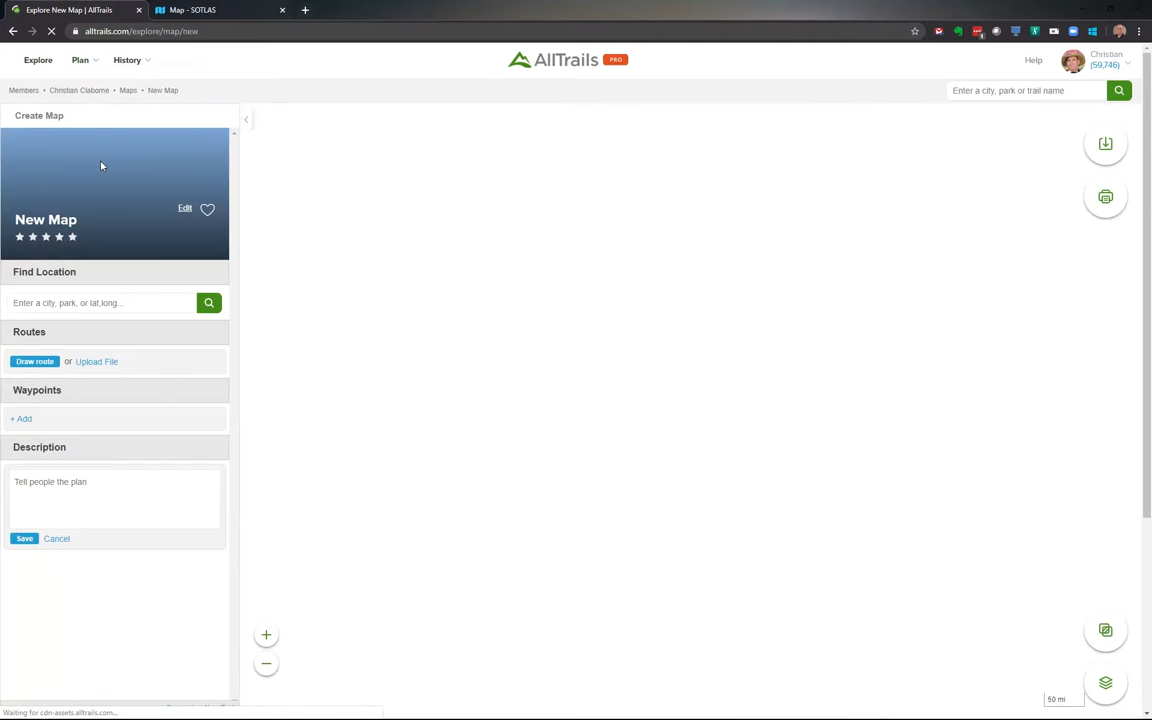 Explore New Map | AllTrails
Map - SOTLAS
alltrails.com/explore/map/new
Explore
Plan
History
AllTrails PRO
Help
Christian
(59,746)
Members • Christian Claborne • Maps • New Map
Enter a city, park or trail name
Create Map
New Map
Edit
Find Location
Enter a city, park, or lat,long...
Routes
Draw route or Upload File
Waypoints
+ Add
Description
Tell people the plan
Save Cancel
50 mi
Waiting for cdn-assets.alltrails.com...